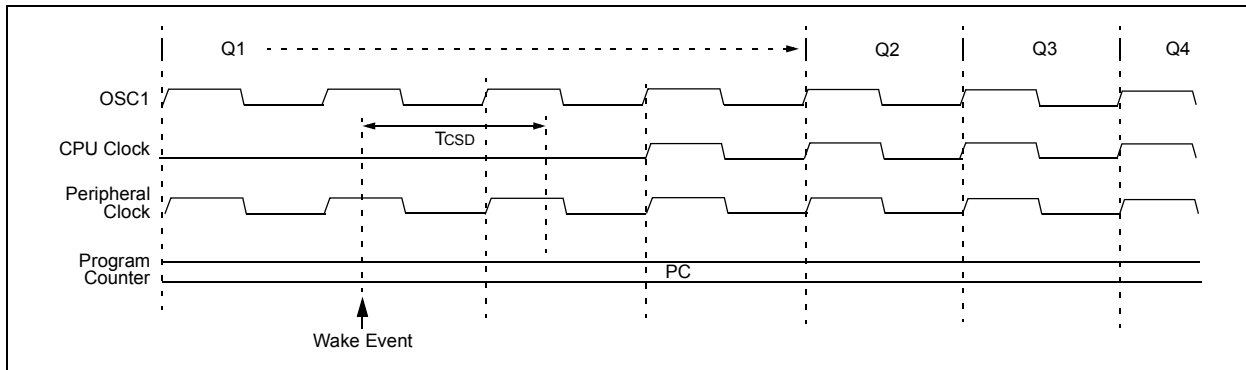 Q1 Q2 Q3 Q4
OSC1
TCSD
CPU Clock
Peripheral
Clock
Program
Counter
PC
Wake Event